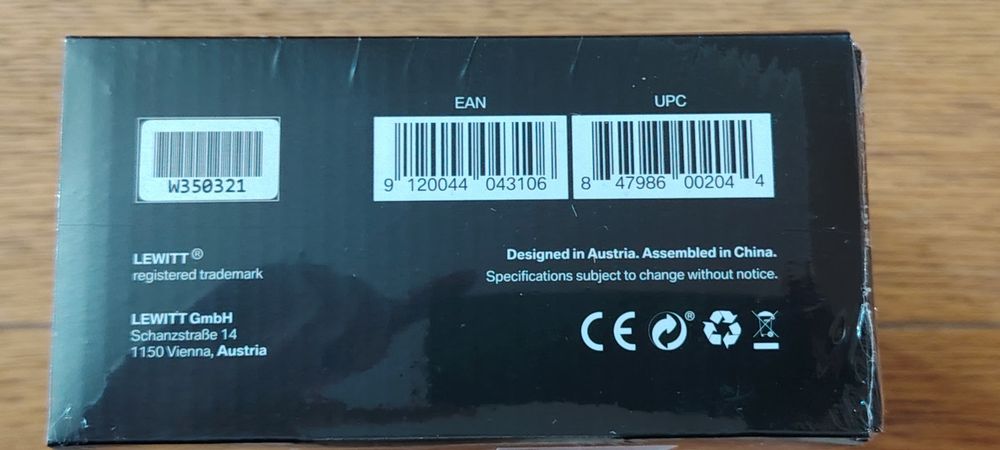 EAN
UPC
W350321
9 120044 043106
8 47986 00204 4
LEWITT®
registered trademark
Designed in Austria. Assembled in China.
Specifications subject to change without notice.
LEWITT GmbH
Schanzstraße 14
1150 Vienna, Austria
CE
®